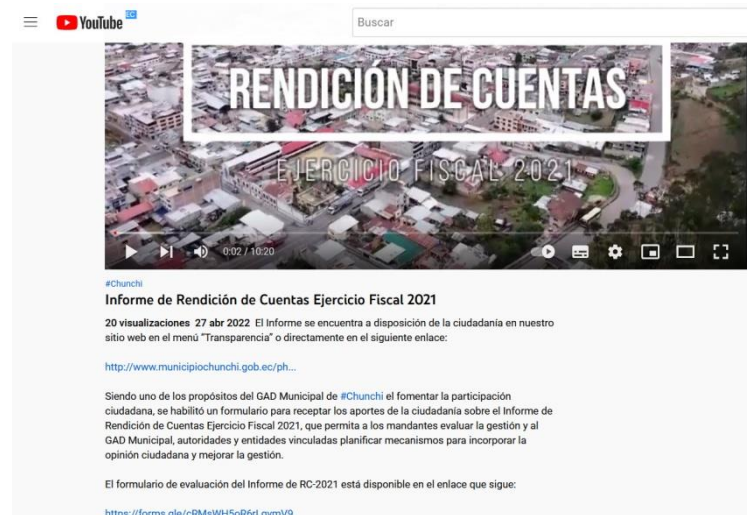 YouTube EC
Buscar
RENDICIÓN DE CUENTAS
EJERCICIO FISCAL 2021
0:02 / 10:20
#Chunchi
Informe de Rendición de Cuentas Ejercicio Fiscal 2021
20 visualizaciones 27 abr 2022 El Informe se encuentra a disposición de la ciudadanía en nuestro
sitio web en el menú "Transparencia" o directamente en el siguiente enlace:
http://www.municipiochunchi.gob.ec/ph...
Siendo uno de los propósitos del GAD Municipal de #Chunchi el fomentar la participación
ciudadana, se habilitó un formulario para receptar los aportes de la ciudadanía sobre el Informe de
Rendición de Cuentas Ejercicio Fiscal 2021, que permita a los mandantes evaluar la gestión y al
GAD Municipal, autoridades y entidades vinculadas planificar mecanismos para incorporar la
opinión ciudadana y mejorar la gestión.
El formulario de evaluación del Informe de RC-2021 está disponible en el enlace que sigue: